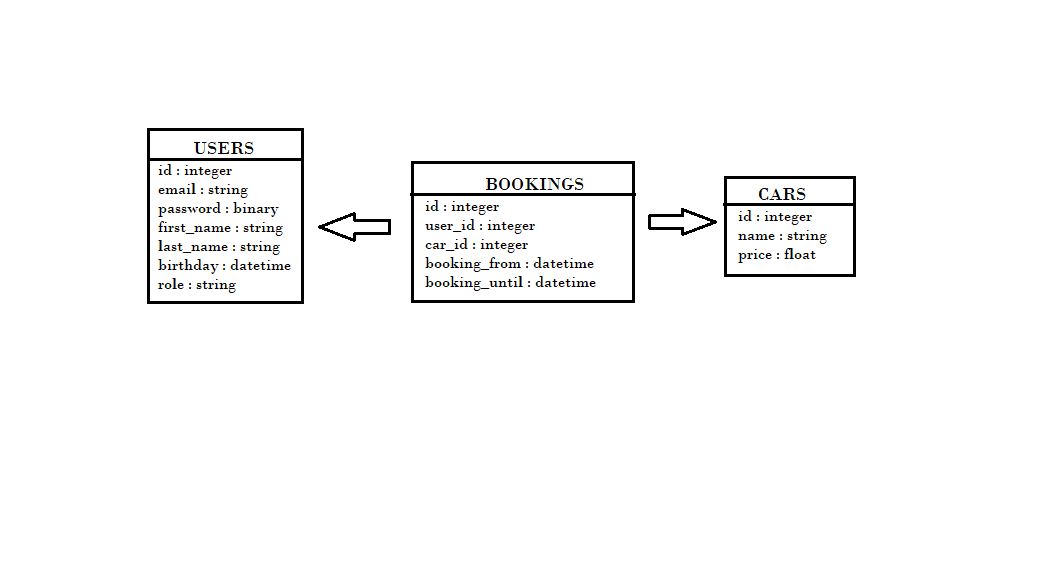 USERS
id : integer
email : string
password : binary
first_name : string
last_name : string
birthday : datetime
role : string
BOOKINGS
id : integer
user_id : integer
car_id : integer
booking_from : datetime
booking_until : datetime
CARS
id : integer
name : string
price : float